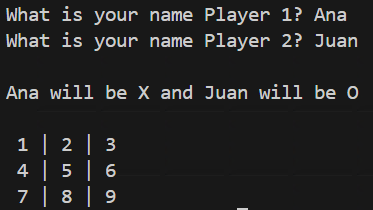 What is your name Player 1? Ana
What is your name Player 2? Juan
Ana will be X and Juan will be O
1 | 2 | 3
4 | 5 | 6
7 | 8 | 9